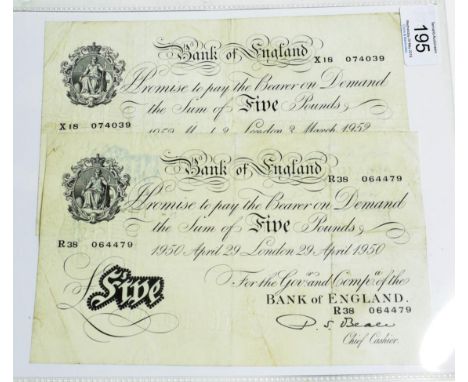 195
Bank of England
X18 074039
I Promise to pay the Bearer on Demand
the Sum of Five Pounds
X18 074039
London 2 March 1952
Bank of England
R38 064479
I Promise to pay the Bearer on Demand
the Sum of Five Pounds
R38 064479
1950 April 29 London 29 April 1950
For the Govr. and Compa. of the
BANK OF ENGLAND.
£Five
R38 064479
P. S. Beale
Chief Cashier.